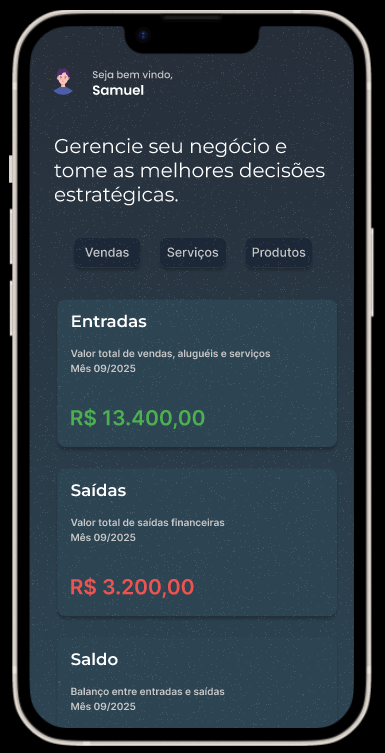 Seja bem vindo,
Samuel
Gerencie seu negócio e
tome as melhores decisões
estratégicas.
Vendas Serviços Produtos
Entradas
Valor total de vendas, aluguéis e serviços
Mês 09/2025
R$ 13.400,00
Saídas
Valor total de saídas financeiras
Mês 09/2025
R$ 3.200,00
Saldo
Balanço entre entradas e saídas
Mês 09/2025